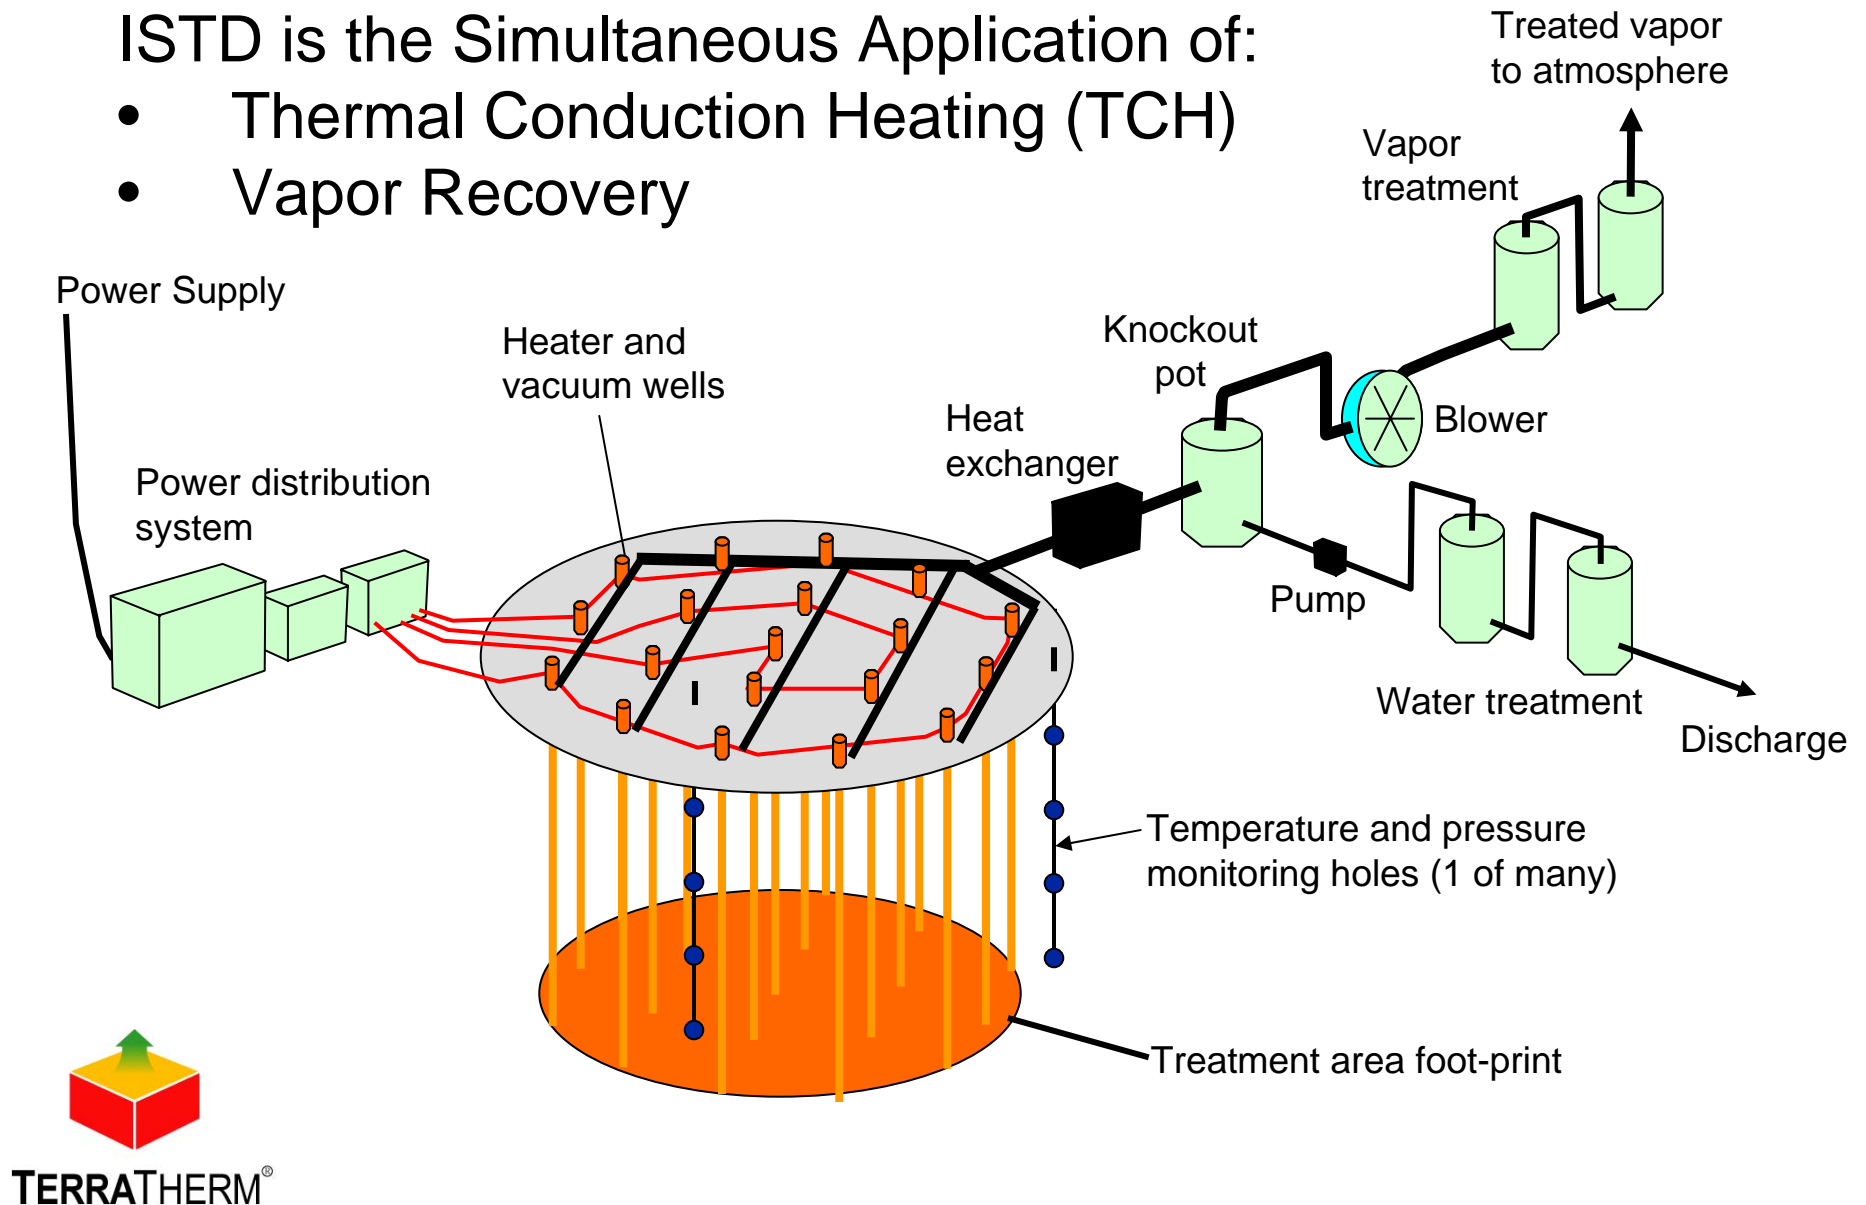 ISTD is the Simultaneous Application of:
• Thermal Conduction Heating (TCH)
• Vapor Recovery
Treated vapor
to atmosphere
Vapor
treatment
Power Supply
Heater and
vacuum wells
Knockout
pot
Heat
exchanger
Blower
Power distribution
system
Pump
Water treatment
Discharge
Temperature and pressure
monitoring holes (1 of many)
Treatment area foot-print
TERRATHERM®